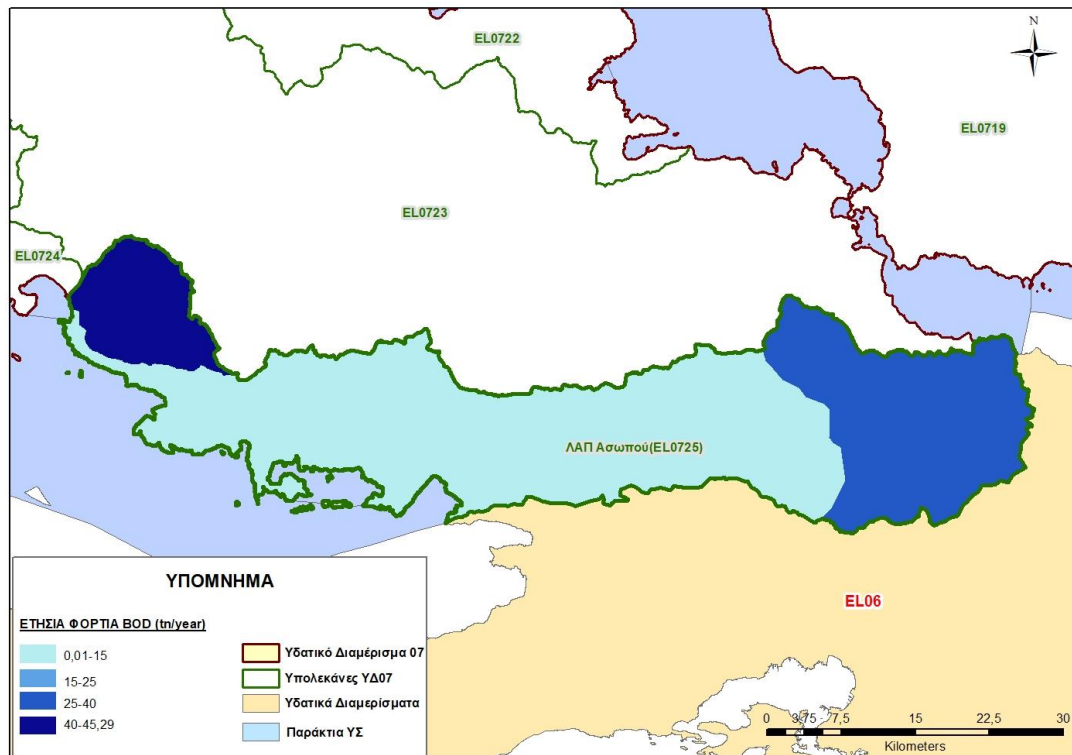 N
EL0722
EL0719
EL0723
EL0724
ΛΑΠ Ασωπού(EL0725)
EL06
ΥΠΟΜΝΗΜΑ
ΕΤΗΣΙΑ ΦΟΡΤΙΑ BOD (tn/year)
0,01-15
15-25
25-40
40-45,29
Υδατικό Διαμέρισμα 07
Υπολεκάνες ΥΔ07
Υδατικά Διαμερίσματα
Παράκτια ΥΣ
0 3,75 7,5 15 22,5 30
Kilometers